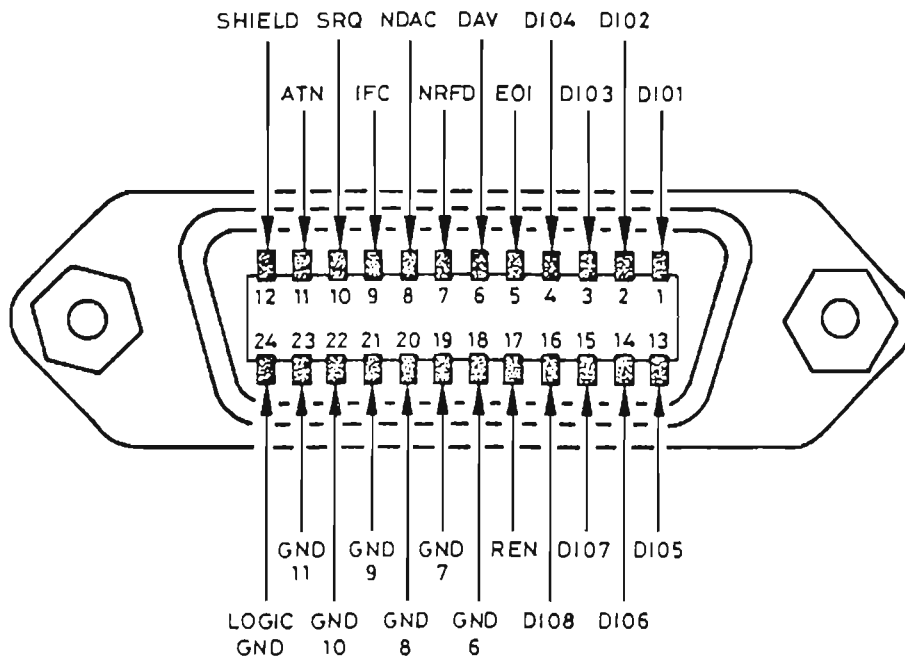 SHIELD SRQ NDAC DAV DIO4 DIO2
ATN IFC NRFD EOI DIO3 DIO1
12 11 10 9 8 7 6 5 4 3 2 1
24 23 22 21 20 19 18 17 16 15 14 13
GND GND GND REN DIO7 DIO5
11 9 7
LOGIC GND GND GND DIO8 DIO6
GND 10 8 6